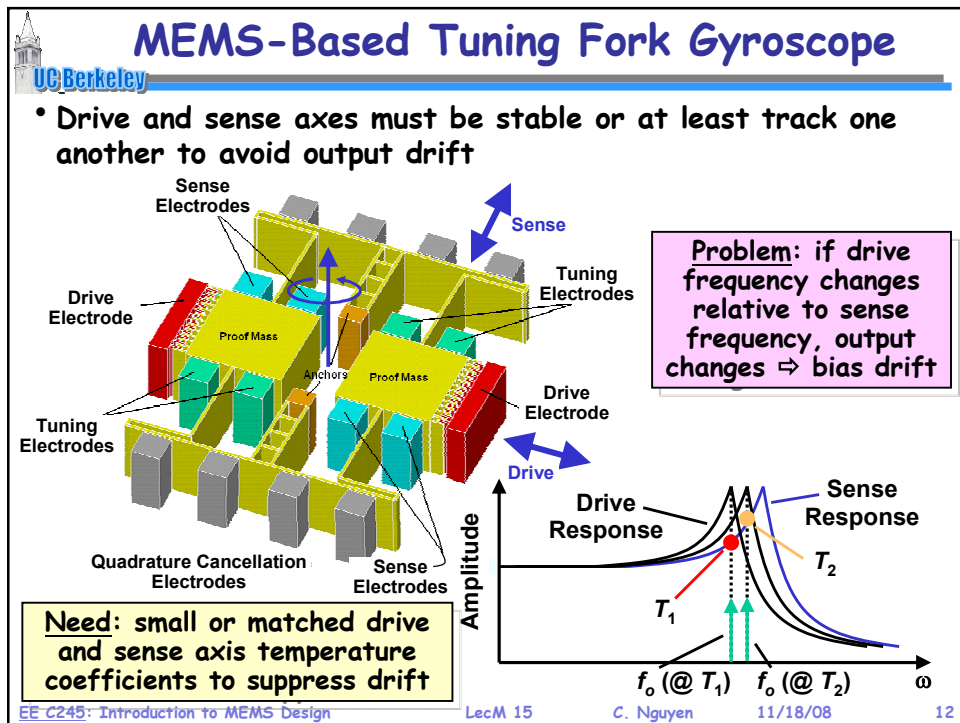 MEMS-Based Tuning Fork Gyroscope
UC Berkeley
• Drive and sense axes must be stable or at least track one
another to avoid output drift
Sense
Electrodes
Sense
Drive
Electrode
Tuning
Electrodes
Proof Mass
Anchors
Proof Mass
Tuning
Electrodes
Drive
Electrode
Drive
Quadrature Cancellation
Electrodes
Sense
Electrodes
Problem: if drive
frequency changes
relative to sense
frequency, output
changes ⇨ bias drift
Amplitude
Drive
Response
Sense
Response
T2
T1
fo (@ T1)
fo (@ T2)
ω
Need: small or matched drive
and sense axis temperature
coefficients to suppress drift
EE C245: Introduction to MEMS Design LecM 15 C. Nguyen 11/18/08 12